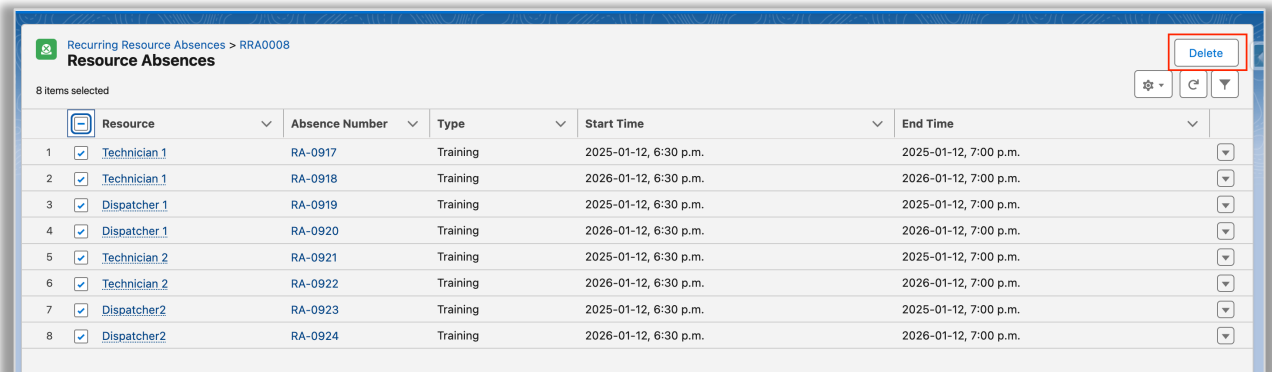 Recurring Resource Absences > RRA0008
Resource Absences
Delete
8 items selected
Resource Absence Number Type Start Time End Time
1 Technician 1 RA-0917 Training 2025-01-12, 6:30 p.m. 2025-01-12, 7:00 p.m.
2 Technician 1 RA-0918 Training 2026-01-12, 6:30 p.m. 2026-01-12, 7:00 p.m.
3 Dispatcher 1 RA-0919 Training 2025-01-12, 6:30 p.m. 2025-01-12, 7:00 p.m.
4 Dispatcher 1 RA-0920 Training 2026-01-12, 6:30 p.m. 2026-01-12, 7:00 p.m.
5 Technician 2 RA-0921 Training 2025-01-12, 6:30 p.m. 2025-01-12, 7:00 p.m.
6 Technician 2 RA-0922 Training 2026-01-12, 6:30 p.m. 2026-01-12, 7:00 p.m.
7 Dispatcher2 RA-0923 Training 2025-01-12, 6:30 p.m. 2025-01-12, 7:00 p.m.
8 Dispatcher2 RA-0924 Training 2026-01-12, 6:30 p.m. 2026-01-12, 7:00 p.m.